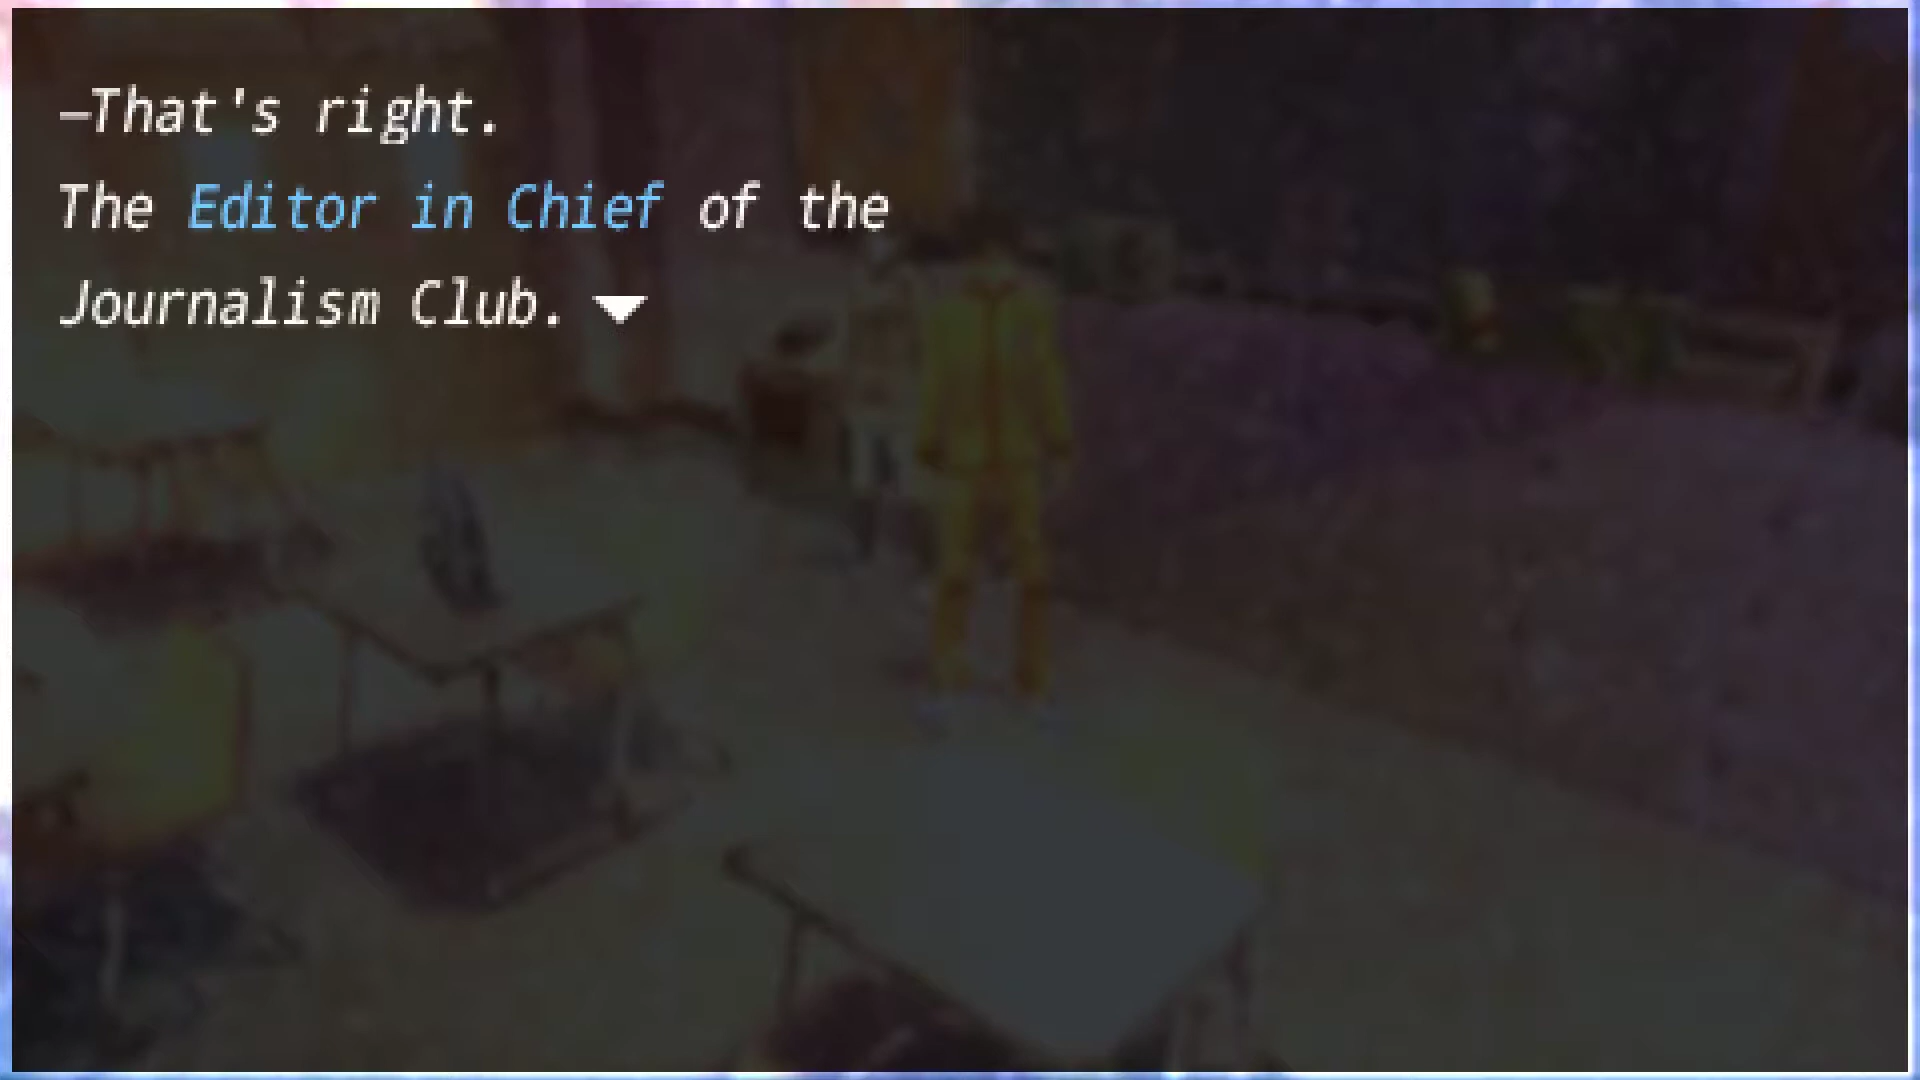 —That's right.
The Editor in Chief of the
Journalism Club.